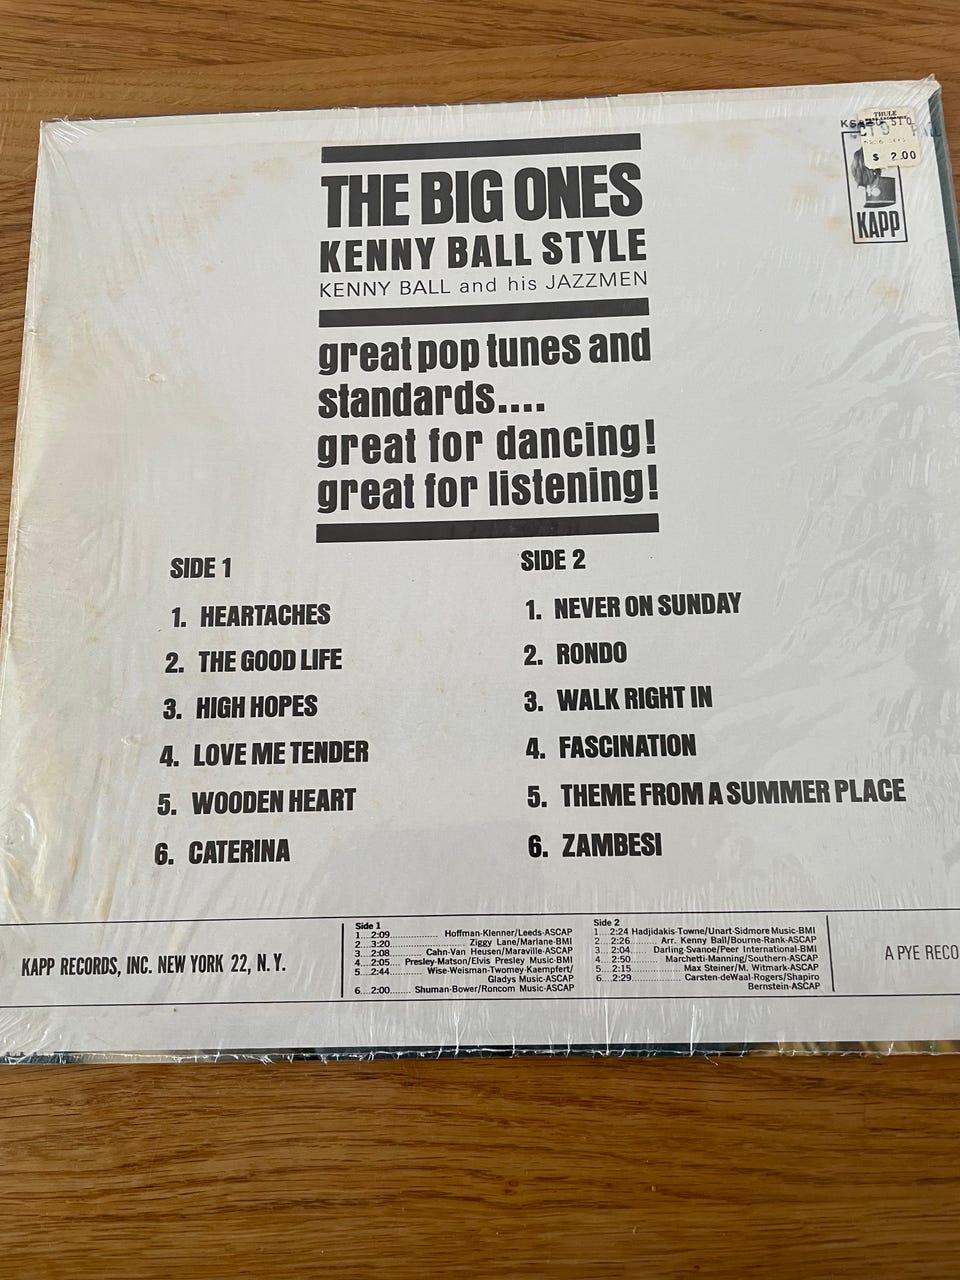 THE BIG ONES
KENNY BALL STYLE
KENNY BALL and his JAZZMEN
THULE
$ 2.00
KAPP
great pop tunes and
standards....
great for dancing!
great for listening!
SIDE 1
1. HEARTACHES
2. THE GOOD LIFE
3. HIGH HOPES
4. LOVE ME TENDER
5. WOODEN HEART
6. CATERINA
SIDE 2
1. NEVER ON SUNDAY
2. RONDO
3. WALK RIGHT IN
4. FASCINATION
5. THEME FROM A SUMMER PLACE
6. ZAMBESI
KAPP RECORDS, INC. NEW YORK 22, N. Y.
Side 1
1....2:09.................. Hoffman-Klenner/Leeds-ASCAP
2....3:20............................ Ziggy Lane/Marlane-BMI
3....2:08............. Cahn-Van Heusen/Maraville-ASCAP
4....2:05...... Presley-Matson/Elvis Presley Music-BMI
5....2:44............. Wise-Weisman-Twomey-Kaempfert/
Gladys Music-ASCAP
6....2:00......... Shuman-Bower/Roncom Music-ASCAP
Side 2
1....2:24 Hadjidakis-Towne/Unart-Sidmore Music-BMI
2....2:26............. Arr. Kenny Ball/Bourne-Rank-ASCAP
3....2:04........... Darling-Svanoe/Peer International-BMI
4....2:50............... Marchetti-Manning/Southern-ASCAP
5....2:15.................... Max Steiner/M. Witmark-ASCAP
6....2:29.................... Carsten-deWaal-Rogers/Shapiro
Bernstein-ASCAP
A PYE RECO